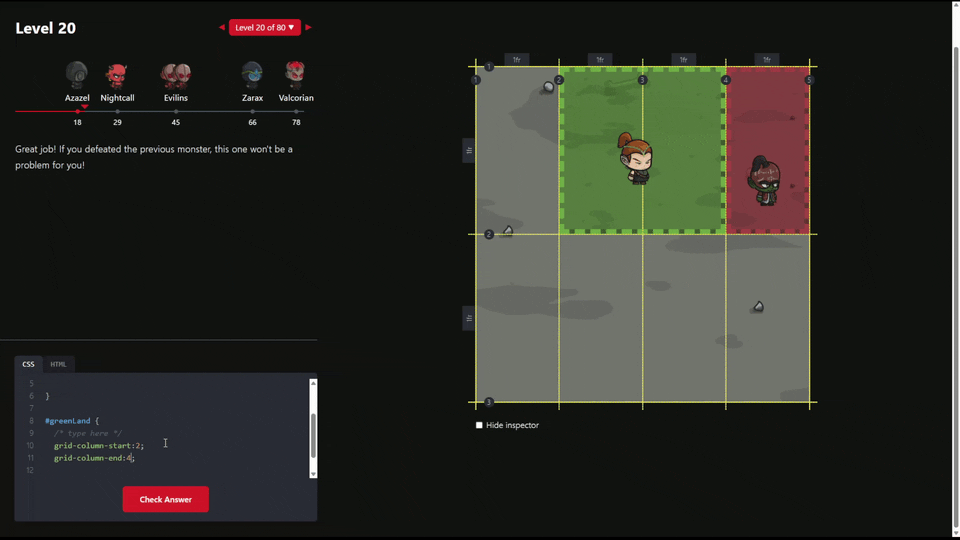 Level 20
Level 20 of 80 ▼
Azazel Nightcall Evilins Zarax Valcorian
18 29 45 66 78
Great job! If you defeated the previous monster, this one won't be a
problem for you!
1fr 1fr 1fr 1fr
1
1 2 3 4 5
1fr
2
1fr
3
Hide inspector
CSS HTML
5
6 }
7
8 #greenLand {
9 /* type here */
10 grid-column-start:2;
11 grid-column-end:4;
12
Check Answer